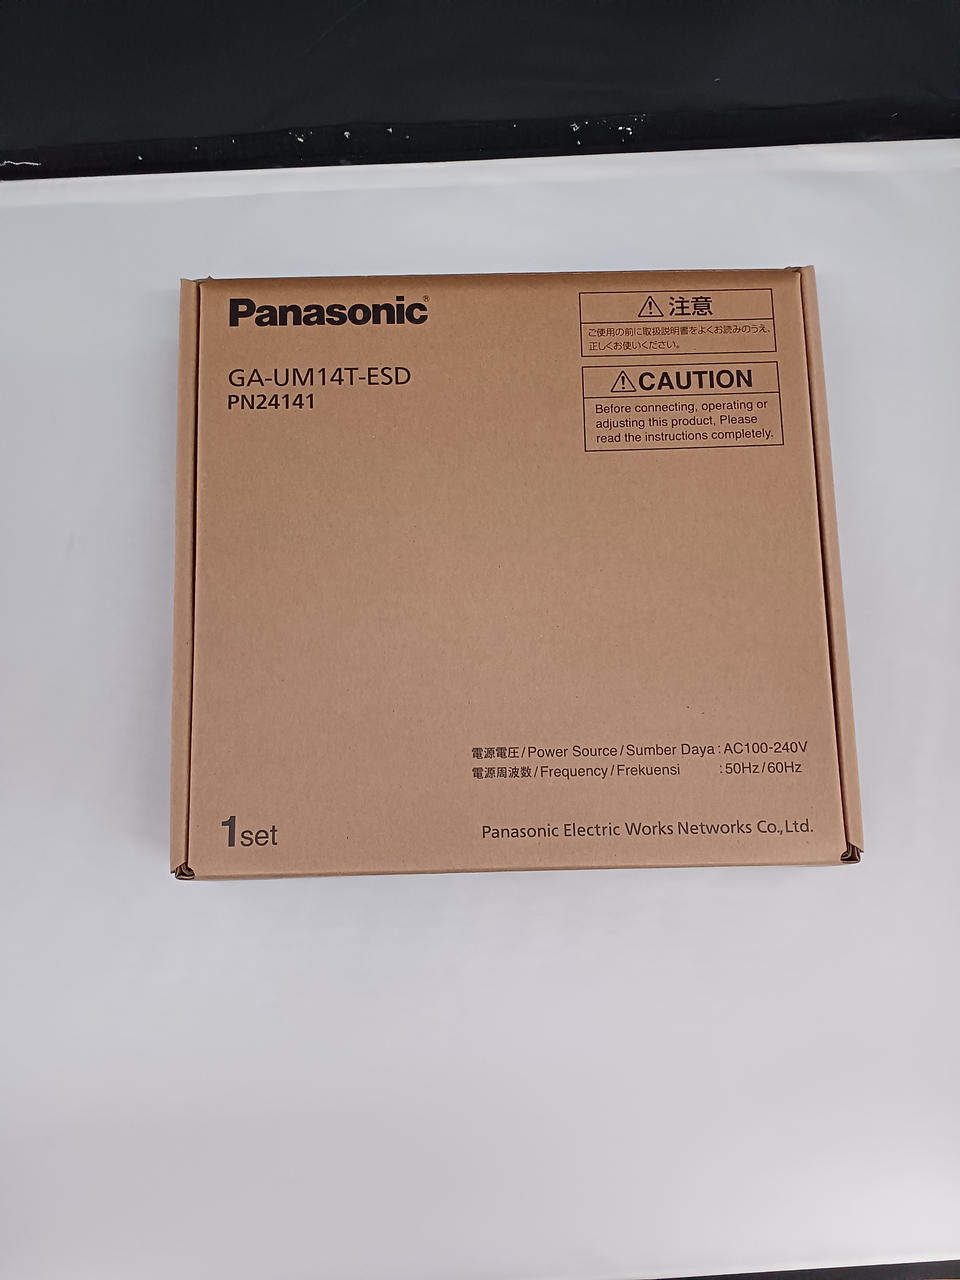 Panasonic®
GA-UM14T-ESD
PN24141
⚠注意
ご使用の前に取扱説明書をよくお読みのうえ、
正しくお使いください。
⚠CAUTION
Before connecting, operating or
adjusting this product, Please
read the instructions completely.
電源電圧/Power Source/Sumber Daya:AC100-240V
電源周波数/Frequency/Frekuensi :50Hz/60Hz
1set
Panasonic Electric Works Networks Co.,Ltd.